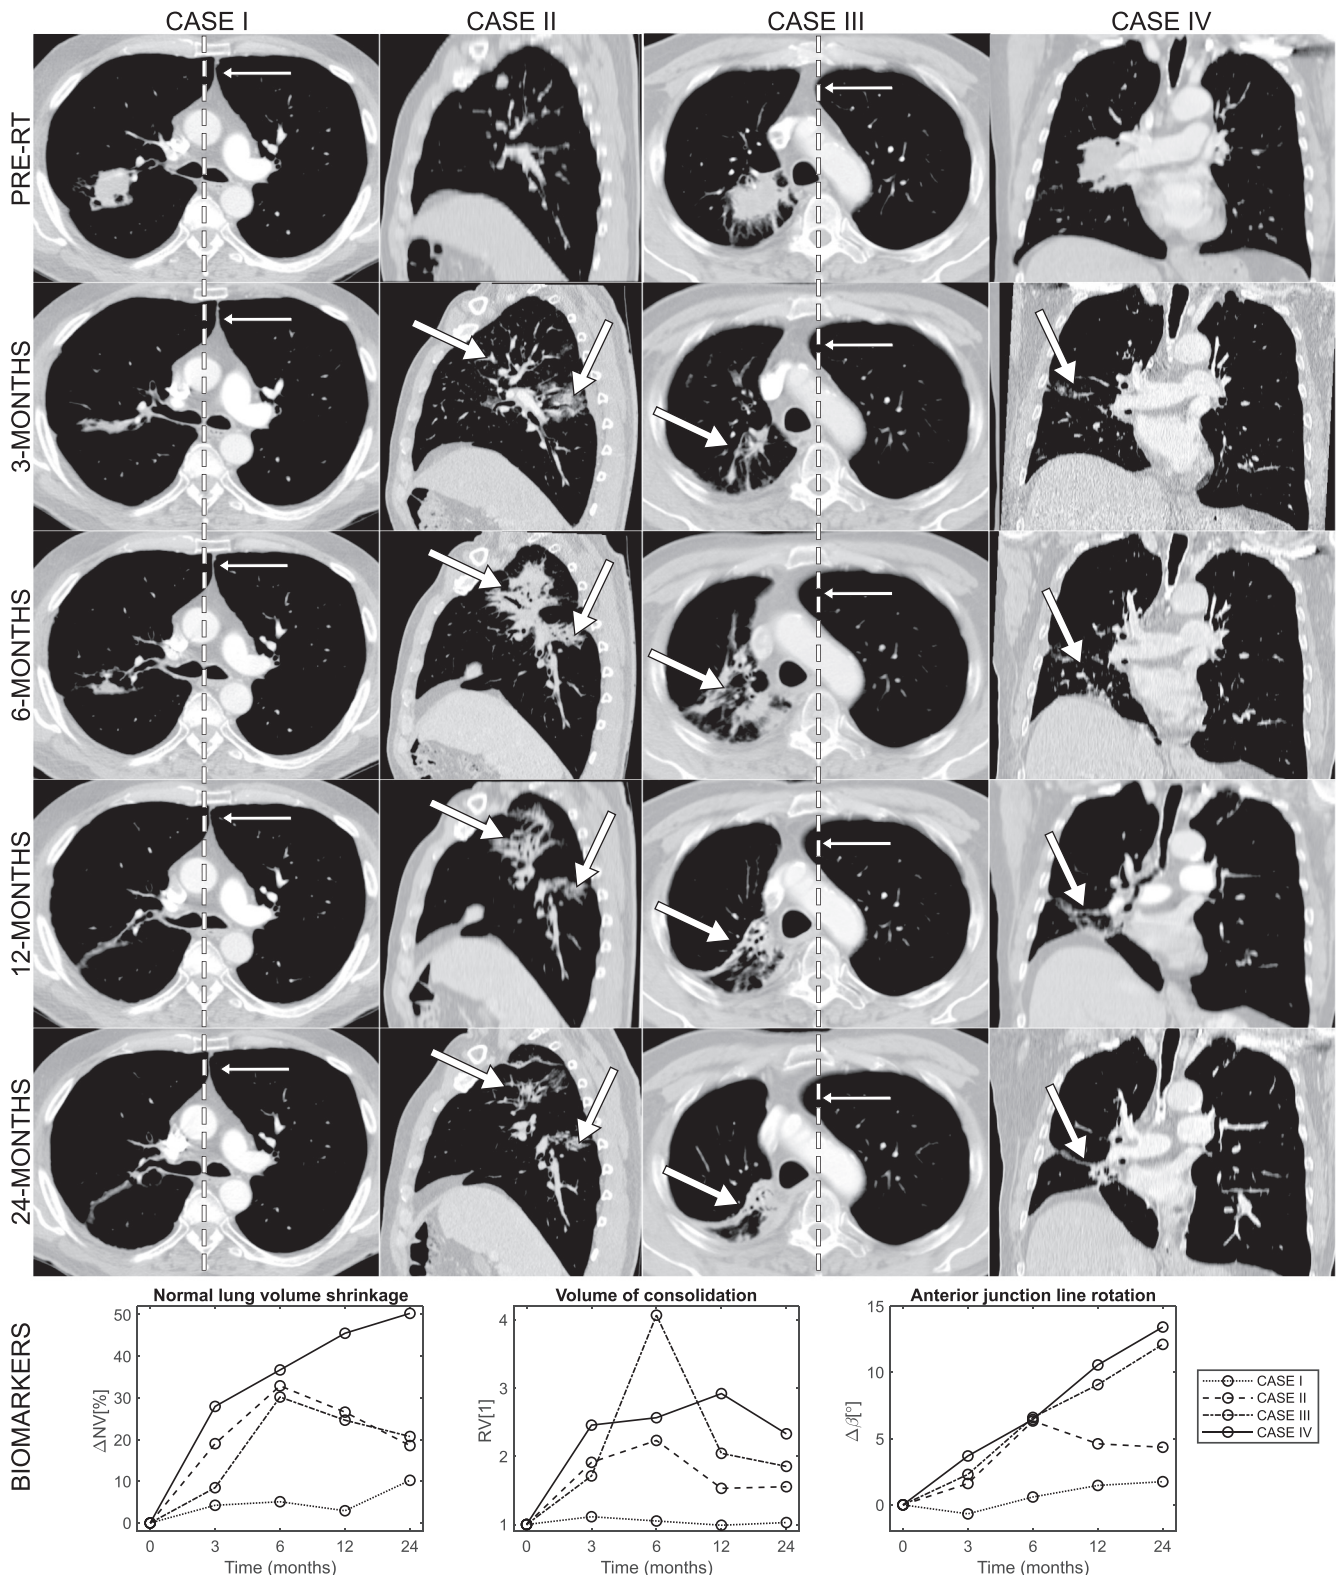 CASE I CASE II CASE III CASE IV
PRE-RT
3-MONTHS
6-MONTHS
12-MONTHS
24-MONTHS
BIOMARKERS
Normal lung volume shrinkage
ΔNV[%]
50
40
30
20
10
0
0 3 6 12 24
Time (months)
Volume of consolidation
RV[1]
4
3
2
1
0 3 6 12 24
Time (months)
Anterior junction line rotation
Δβ[°]
15
10
5
0
0 3 6 12 24
Time (months)
CASE I
CASE II
CASE III
CASE IV